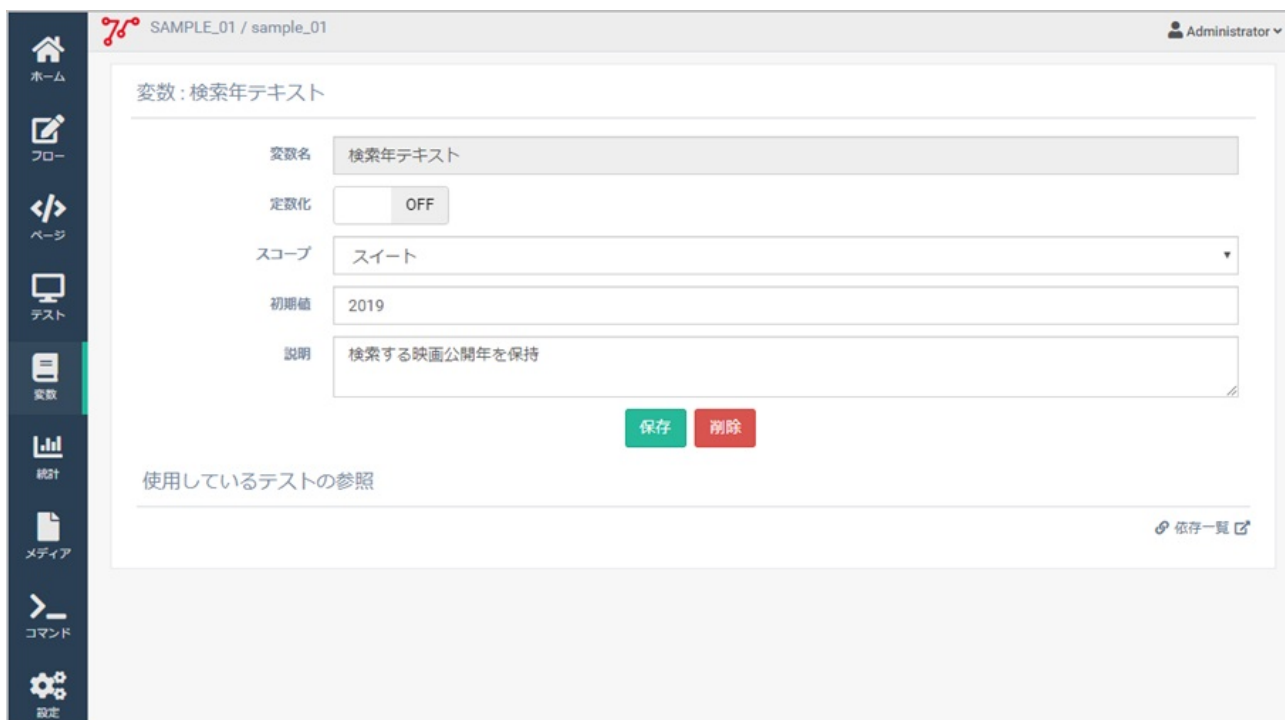 SAMPLE_01 / sample_01
Administrator
ホーム
フロー
ページ
テスト
変数
統計
メディア
コマンド
設定
変数 : 検索年テキスト
変数名 検索年テキスト
定数化 OFF
スコープ スイート
初期値 2019
説明 検索する映画公開年を保持
保存 削除
使用しているテストの参照
依存一覧